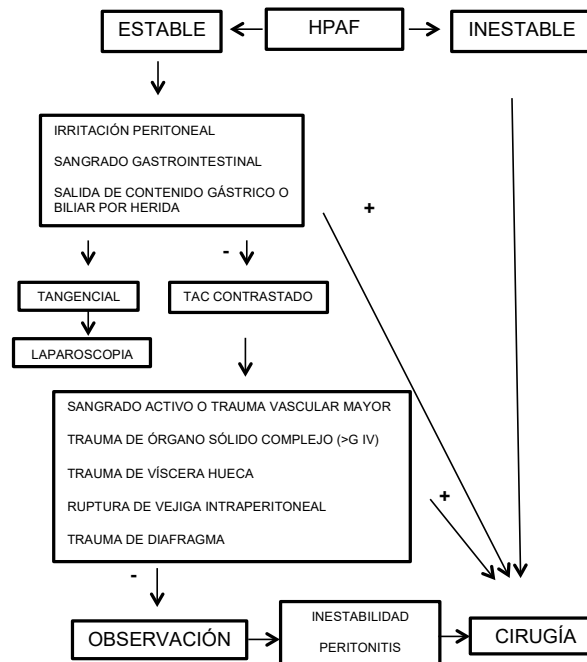 ESTABLE
HPAF
INESTABLE
IRRITACIÓN PERITONEAL
SANGRADO GASTROINTESTINAL
SALIDA DE CONTENIDO GÁSTRICO O
BILIAR POR HERIDA
+
-
TANGENCIAL
TAC CONTRASTADO
LAPAROSCOPIA
SANGRADO ACTIVO O TRAUMA VASCULAR MAYOR
TRAUMA DE ÓRGANO SÓLIDO COMPLEJO (>G IV)
TRAUMA DE VÍSCERA HUECA
RUPTURA DE VEJIGA INTRAPERITONEAL
TRAUMA DE DIAFRAGMA
+
-
OBSERVACIÓN
INESTABILIDAD
PERITONITIS
CIRUGÍA